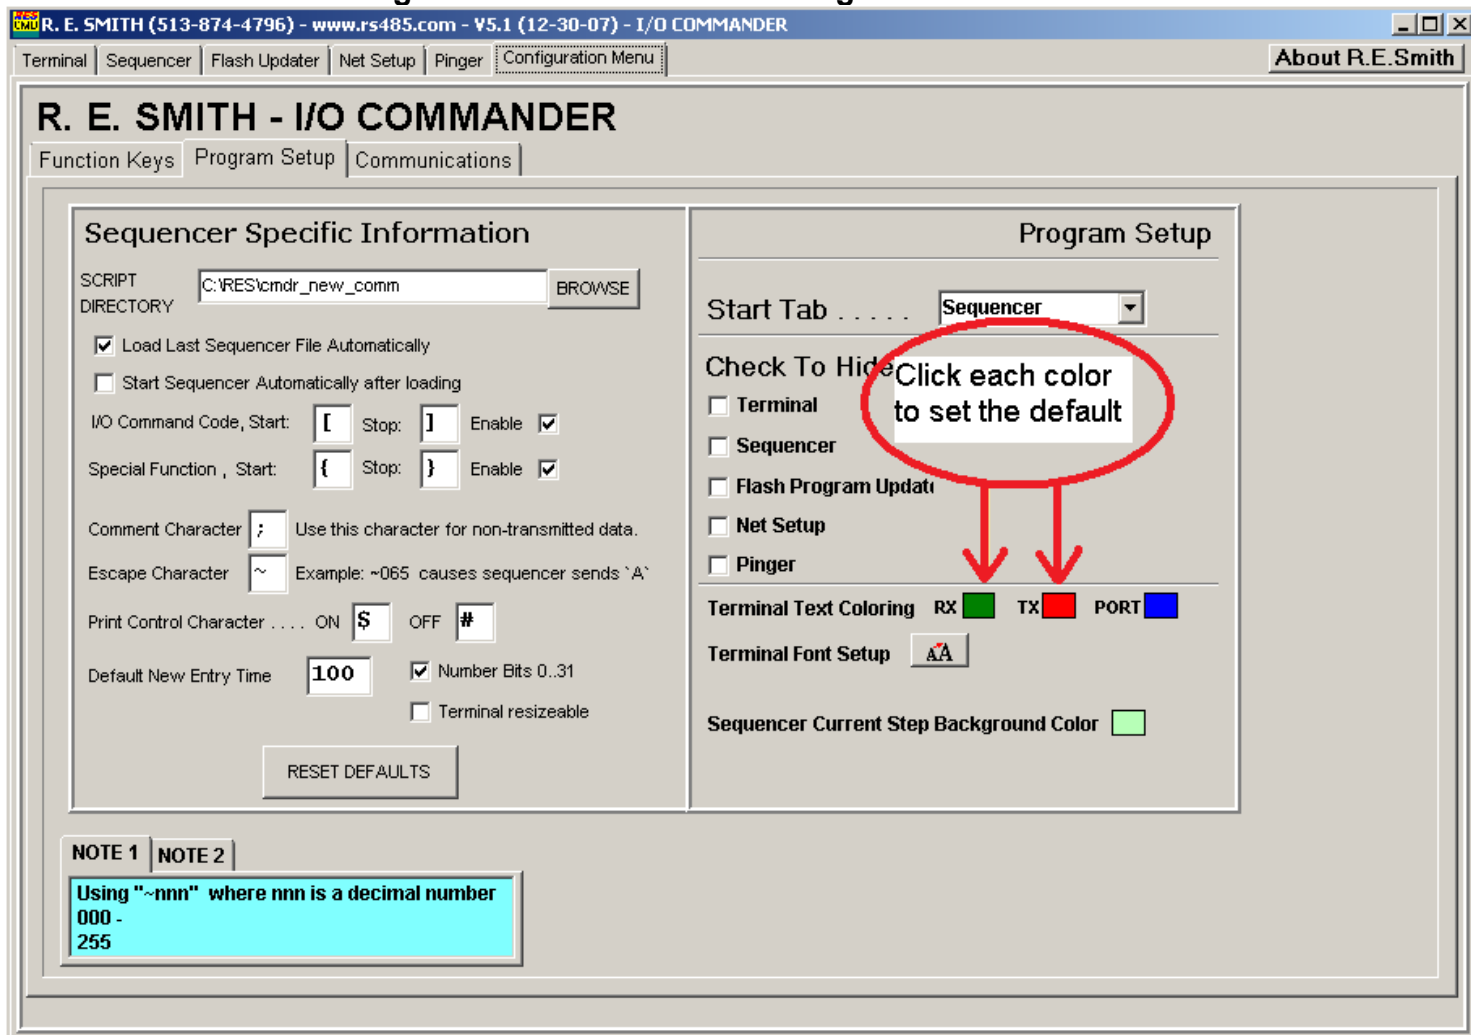 R. E. SMITH (513-874-4796) - www.rs485.com - V5.1 (12-30-07) - I/O COMMANDER
Terminal Sequencer Flash Updater Net Setup Pinger Configuration Menu About R.E.Smith
R. E. SMITH - I/O COMMANDER
Function Keys Program Setup Communications
Sequencer Specific Information
SCRIPT
DIRECTORY
C:\RES\cmdr_new_comm BROWSE
Load Last Sequencer File Automatically
Start Sequencer Automatically after loading
I/O Command Code, Start: [ Stop: ] Enable
Special Function , Start: { Stop: } Enable
Comment Character ; Use this character for non-transmitted data.
Escape Character ~ Example: ~065 causes sequencer sends `A`
Print Control Character . . . . ON $ OFF #
Default New Entry Time 100 Number Bits 0..31
Terminal resizeable
RESET DEFAULTS
Program Setup
Start Tab . . . . . Sequencer
Check To Hide
Click each color
to set the default
Terminal
Sequencer
Flash Program Update
Net Setup
Pinger
Terminal Text Coloring RX TX PORT
Terminal Font Setup AA
Sequencer Current Step Background Color
NOTE 1 NOTE 2
Using "~nnn" where nnn is a decimal number
000 -
255